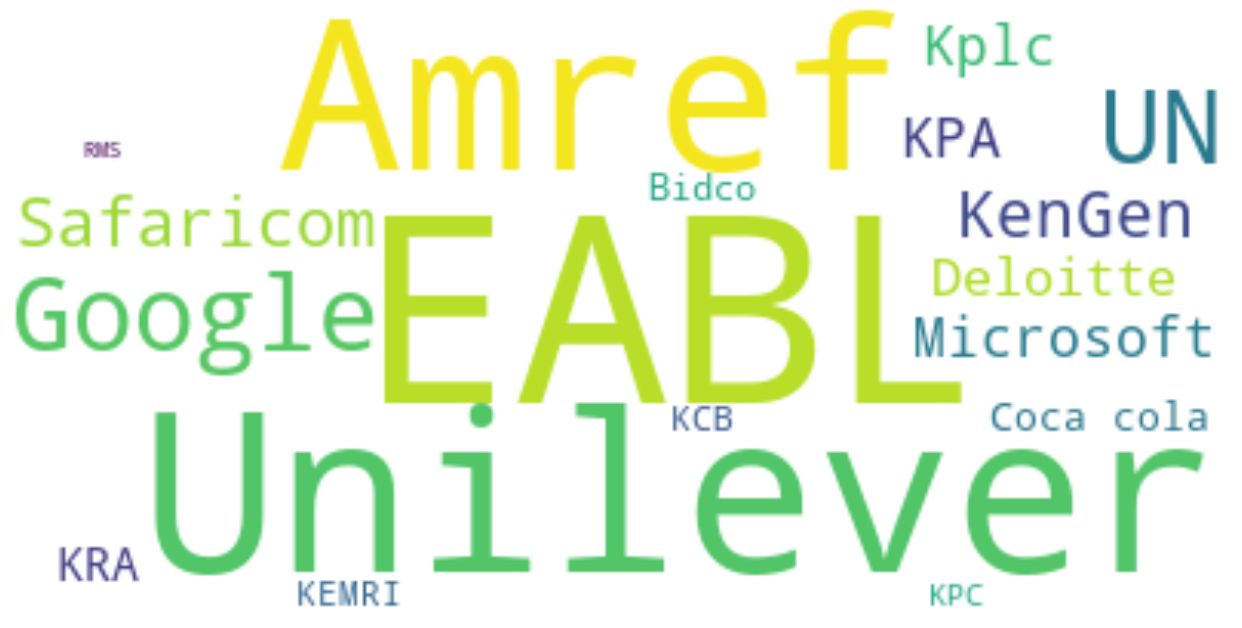 Amref
Kplc
UN
KPA
RMS
Bidco
Safaricom
KenGen
EABL
Deloitte
Google
Microsoft
KCB
Coca cola
Unilever
KRA
KEMRI
KPC